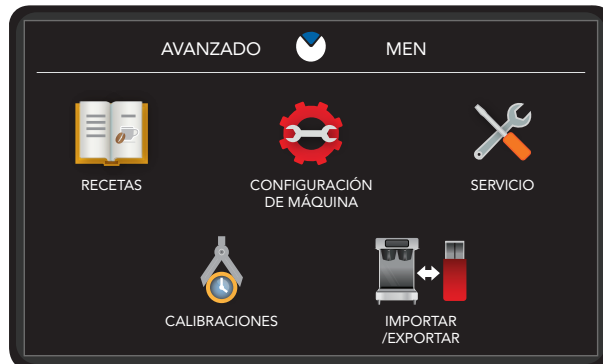 AVANZADO MEN
RECETAS
CONFIGURACIÓN
DE MÁQUINA
SERVICIO
CALIBRACIONES
IMPORTAR
/EXPORTAR